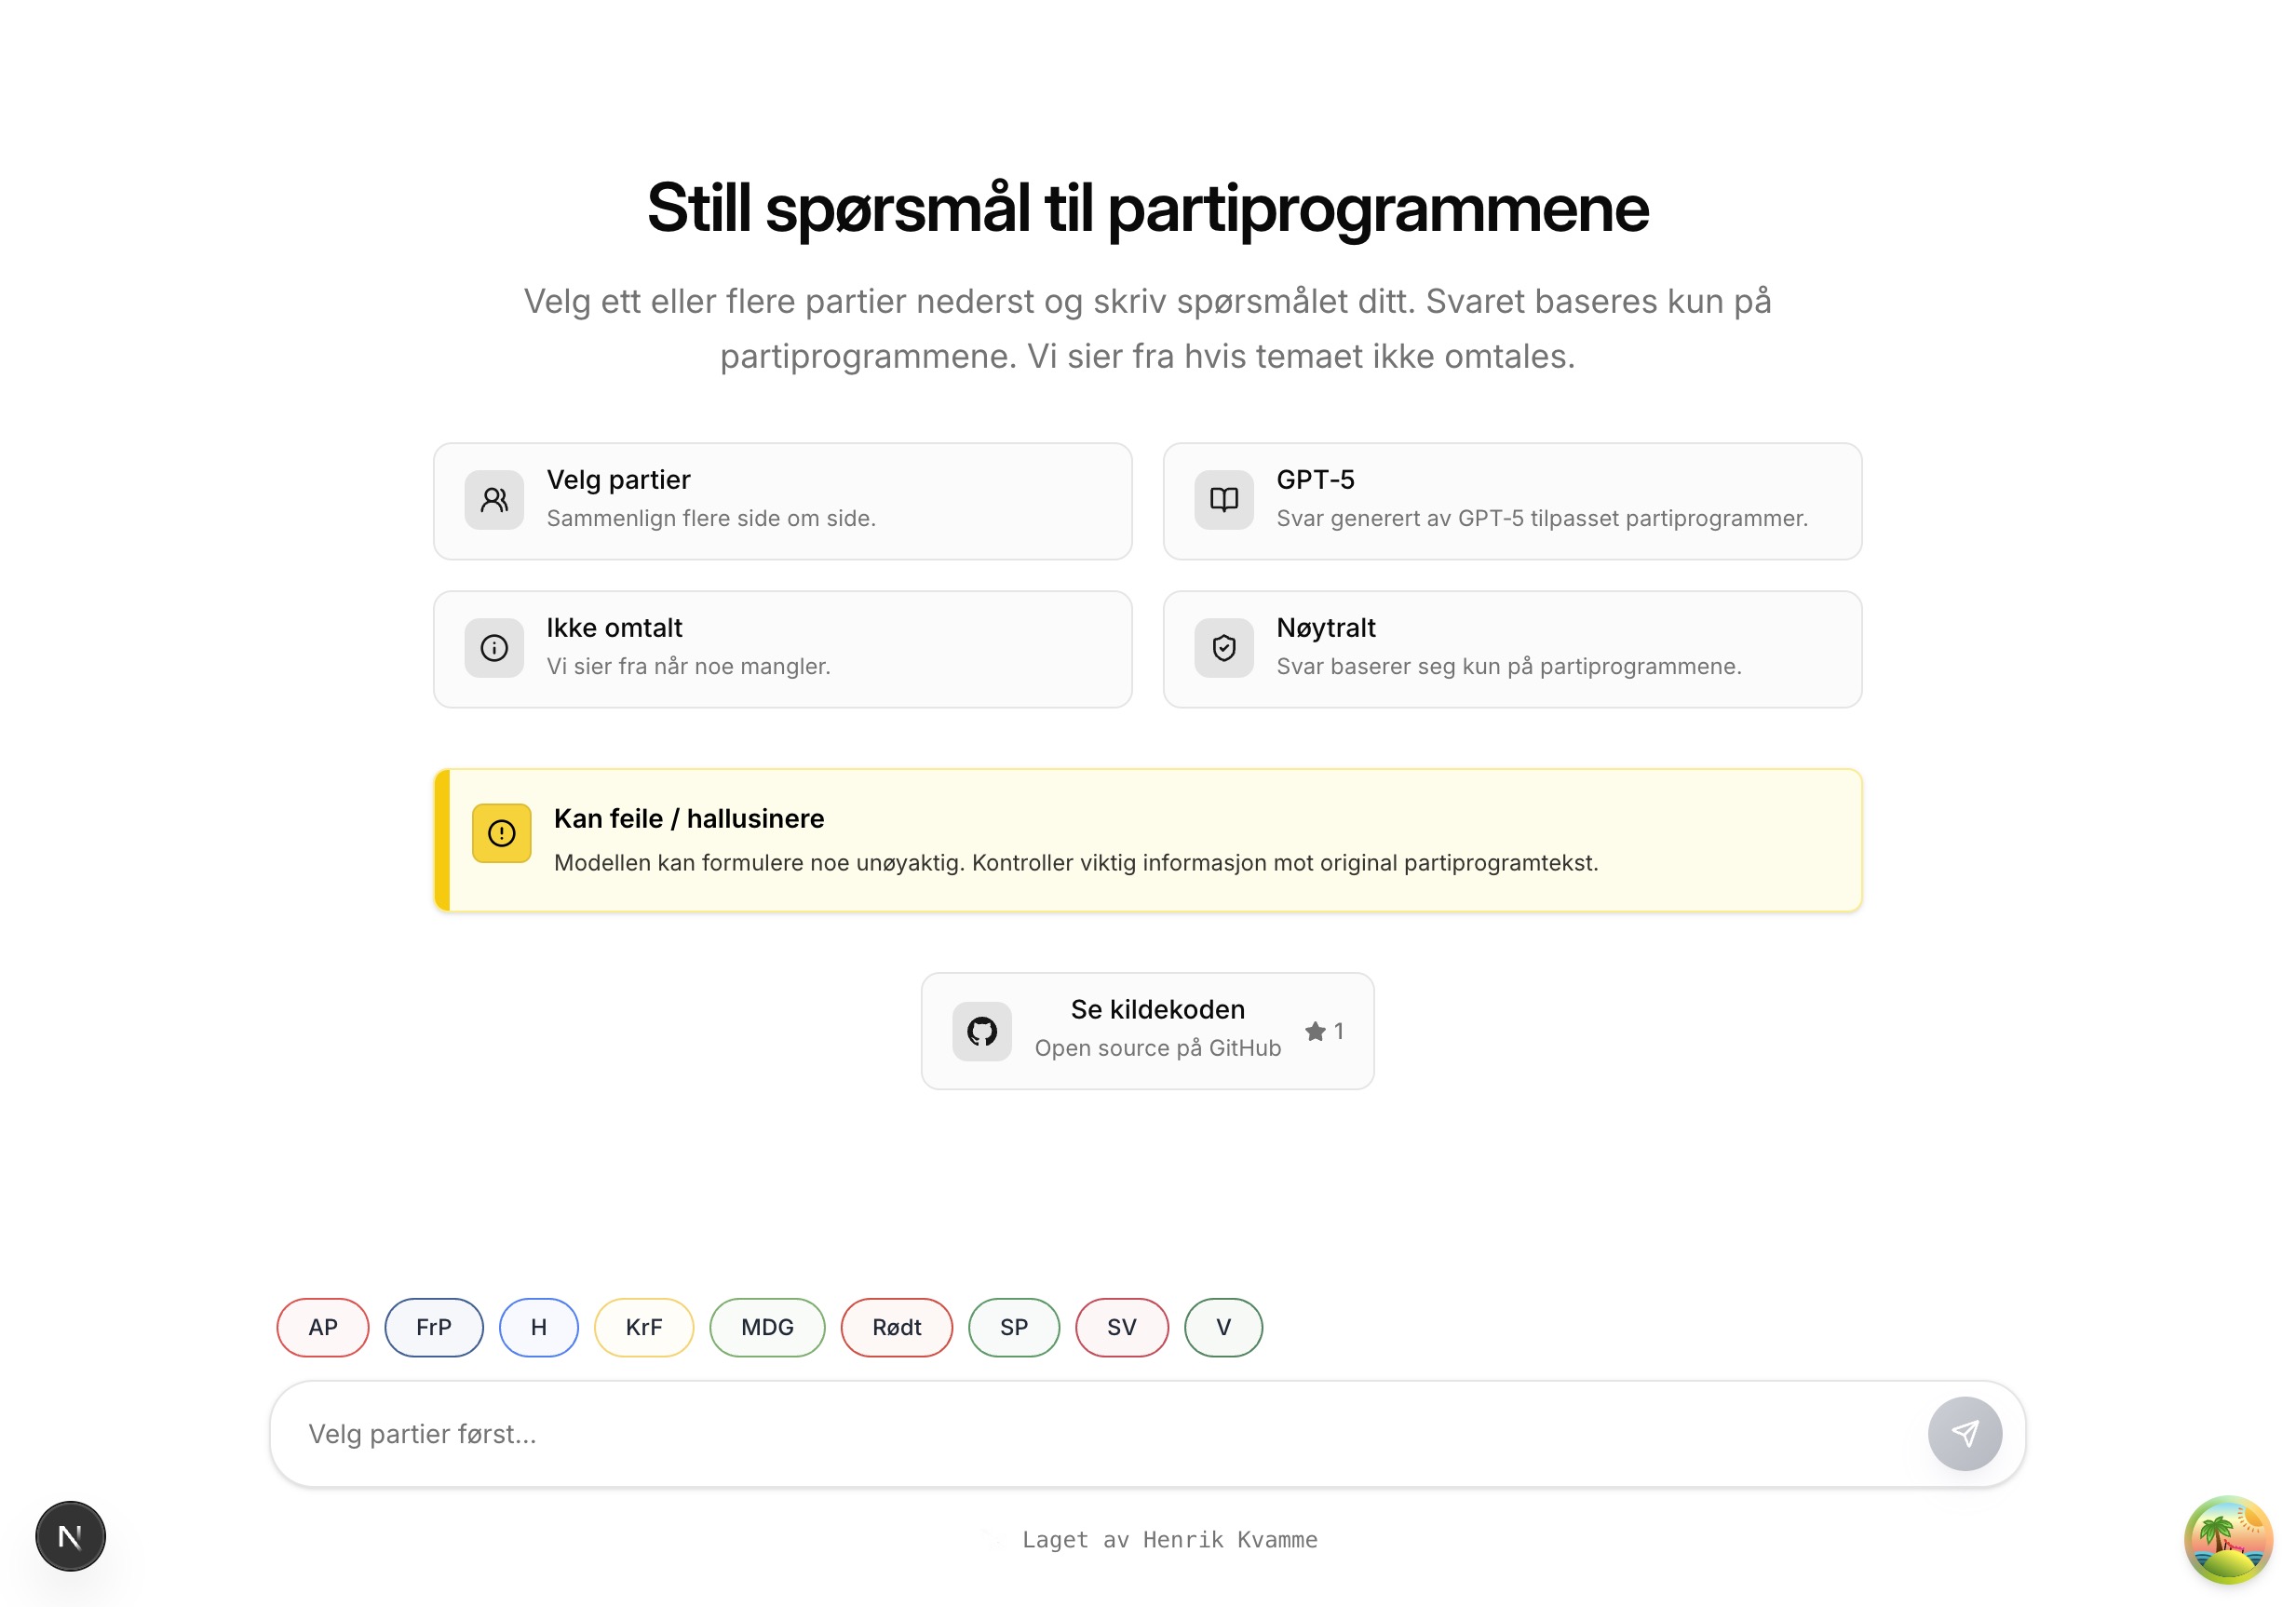 Still spørsmål til partiprogrammene
Velg ett eller flere partier nederst og skriv spørsmålet ditt. Svaret baseres kun på
partiprogrammene. Vi sier fra hvis temaet ikke omtales.
Velg partier
Sammenlign flere side om side.
GPT-5
Svar generert av GPT-5 tilpasset partiprogrammer.
Ikke omtalt
Vi sier fra når noe mangler.
Nøytralt
Svar baserer seg kun på partiprogrammene.
Kan feile / hallusinere
Modellen kan formulere noe unøyaktig. Kontroller viktig informasjon mot original partiprogramtekst.
Se kildekoden
Open source på GitHub
1
AP FrP H KrF MDG Rødt SP SV V
Velg partier først...
N
Laget av Henrik Kvamme